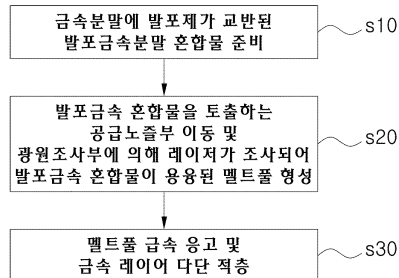 금속분말에 발포제가 교반된
발포금속분말 혼합물 준비
s10
발포금속 혼합물을 토출하는
공급노즐부 이동 및
광원조사부에 의해 레이저가 조사되어
발포금속 혼합물이 용융된 멜트풀 형성
s20
멜트풀 급속 응고 및
금속 레이어 다단 적층
s30